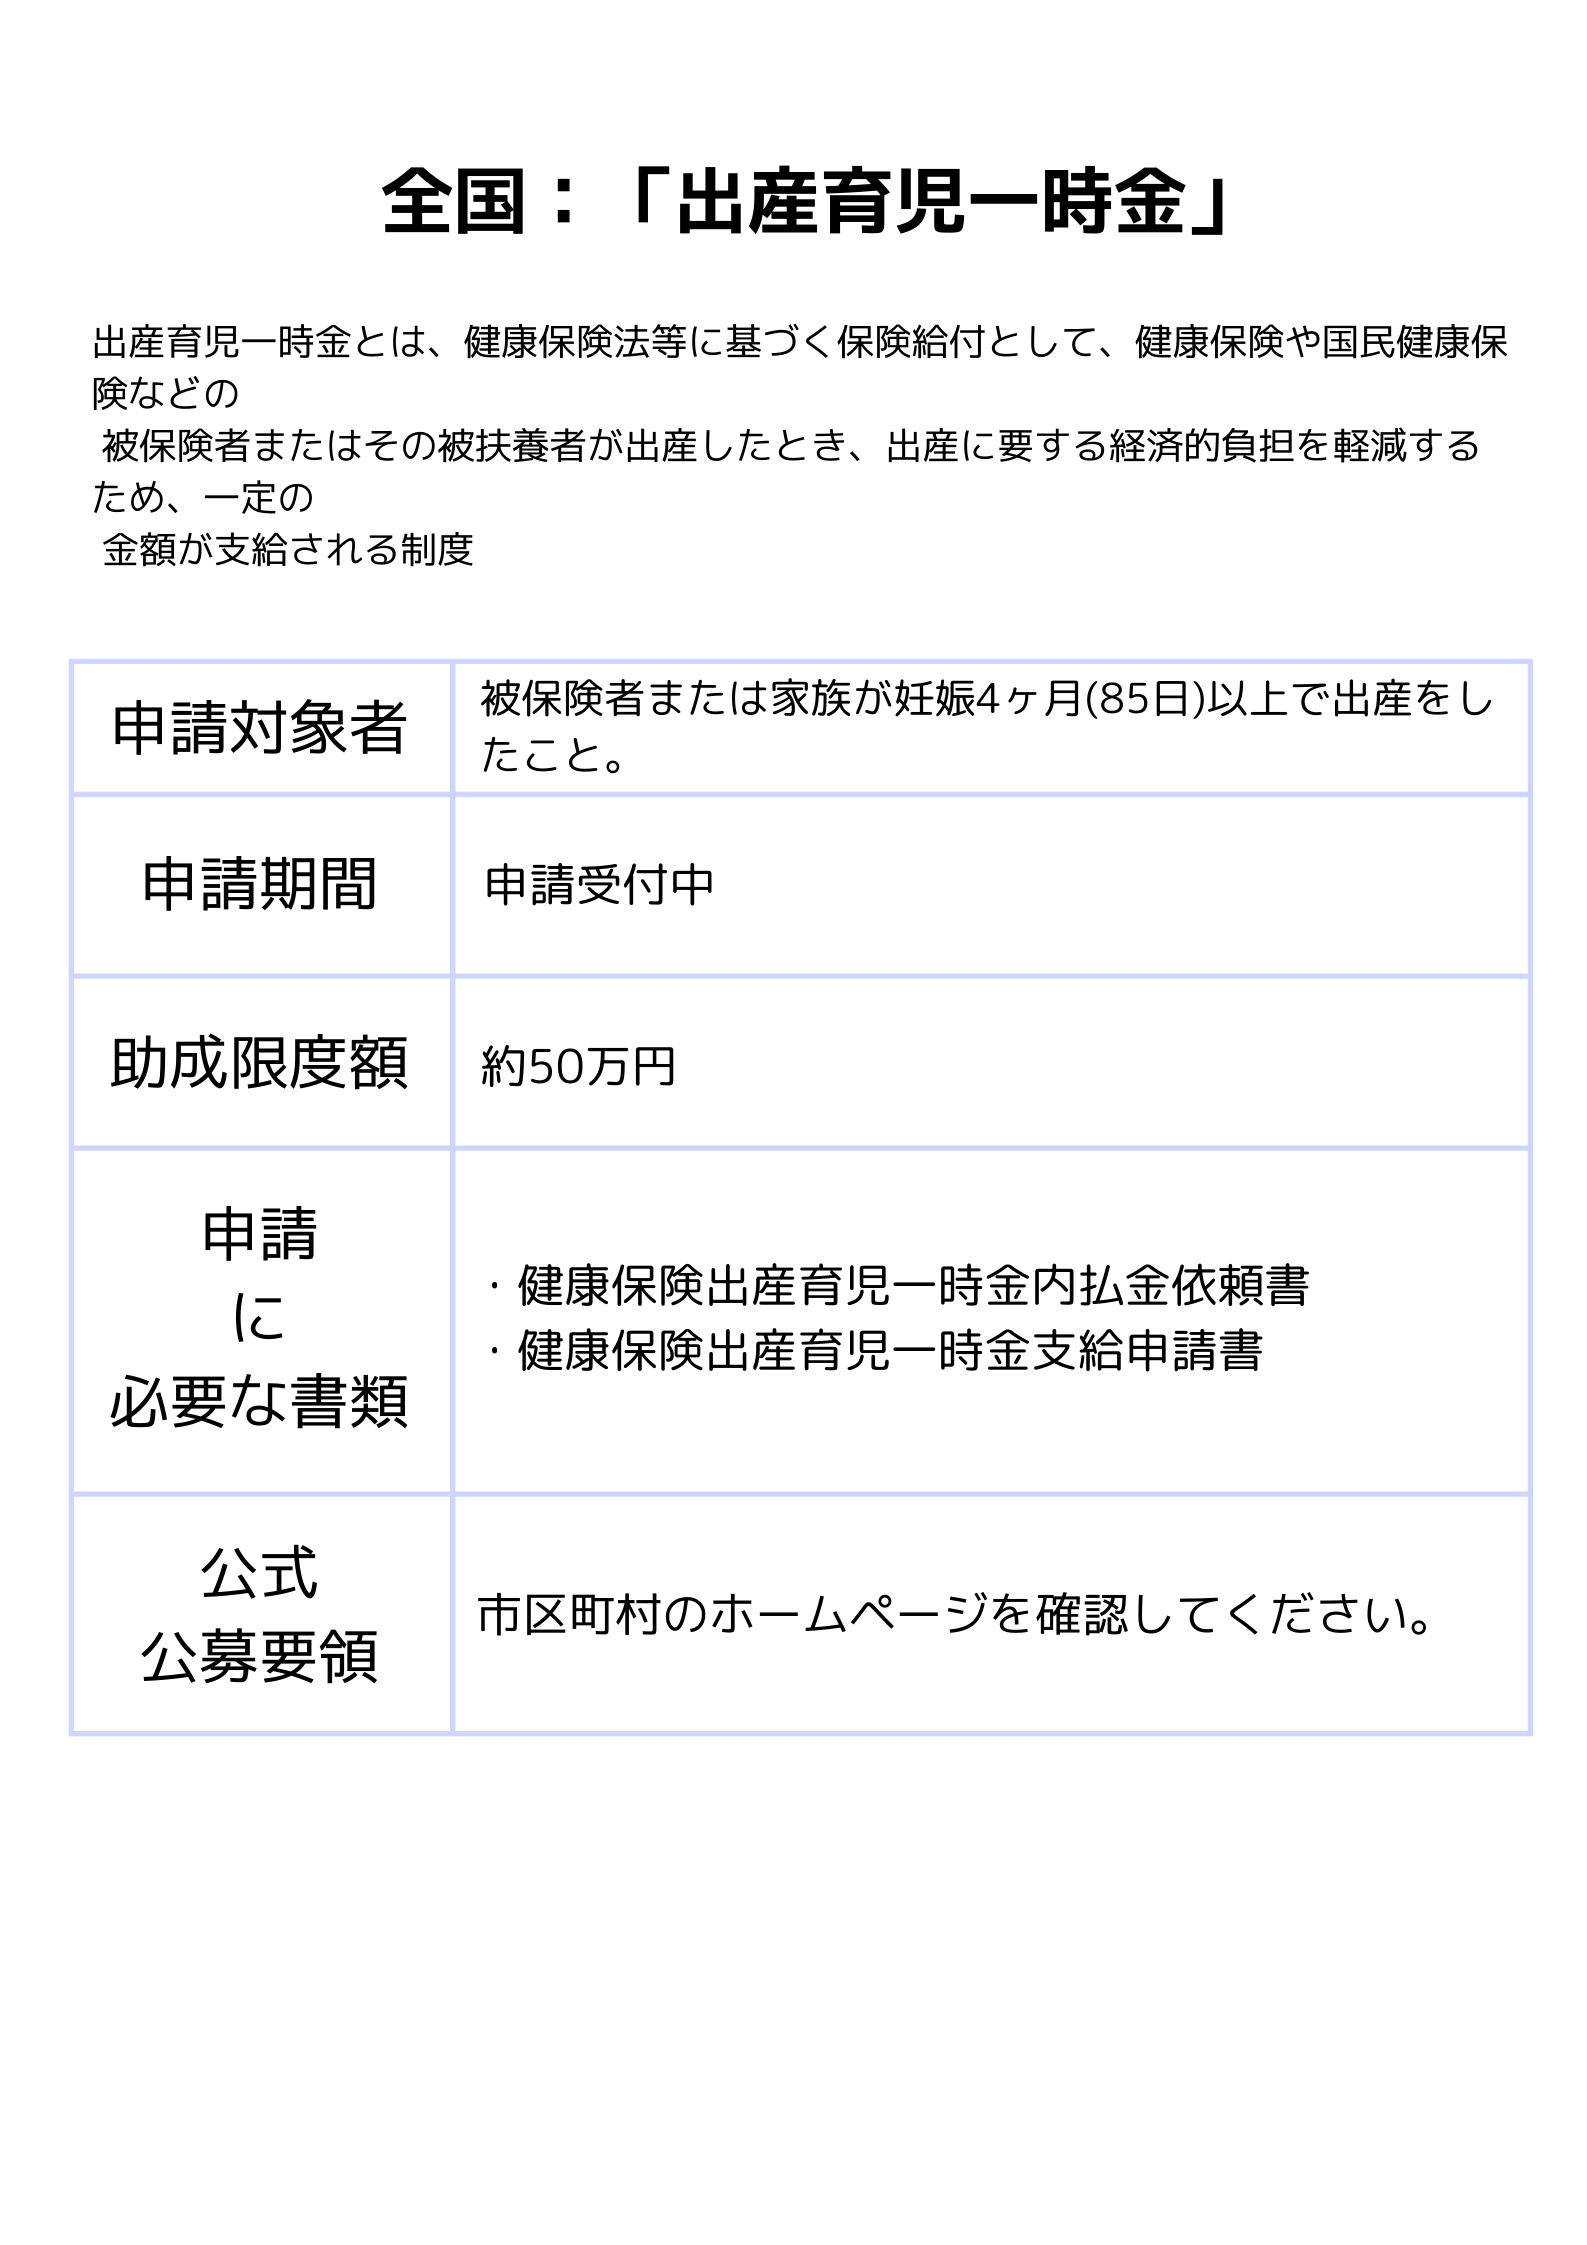 全国：「出産育児一時金」
出産育児一時金とは、健康保険法等に基づく保険給付として、健康保険や国民健康保
険などの
被保険者またはその被扶養者が出産したとき、出産に要する経済的負担を軽減する
ため、一定の
金額が支給される制度
申請対象者
被保険者または家族が妊娠4ヶ月(85日)以上で出産をし
たこと。
申請期間
申請受付中
助成限度額
約50万円
申請
に
必要な書類
・健康保険出産育児一時金内払金依頼書
・健康保険出産育児一時金支給申請書
公式
公募要領
市区町村のホームページを確認してください。